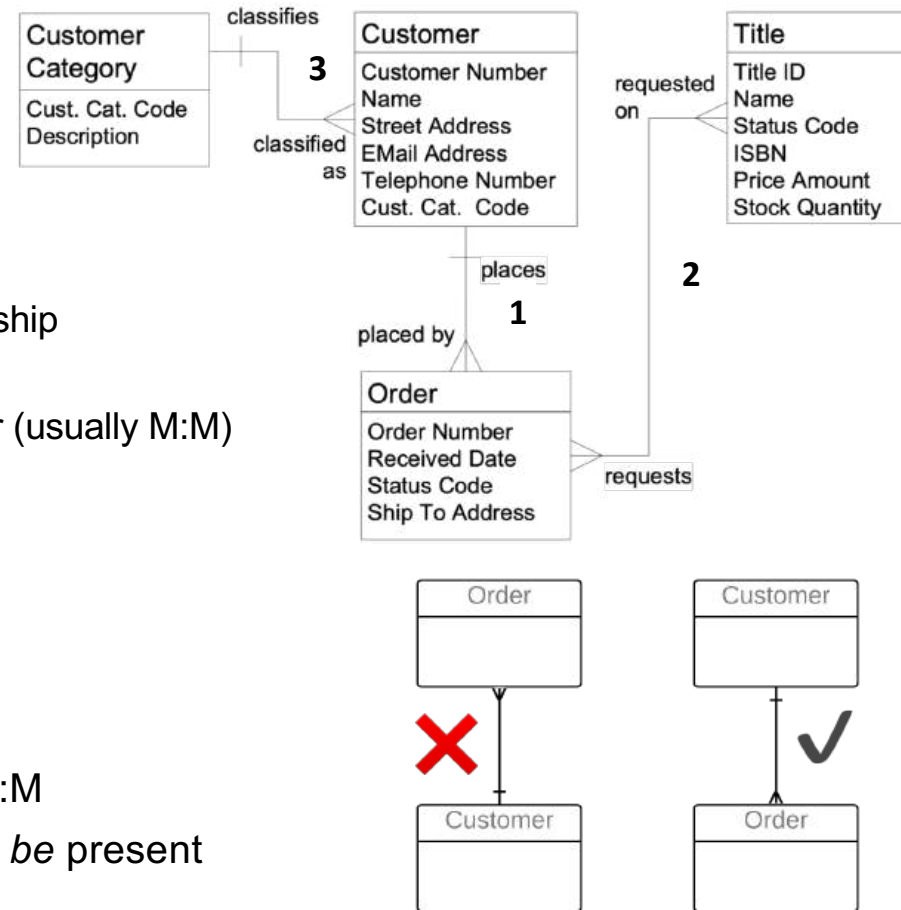 classifies
Customer
Category
Cust. Cat. Code
Description
3
classified
as
Customer
Customer Number
Name
Street Address
EMail Address
Telephone Number
Cust. Cat. Code
requested
on
Title
Title ID
Name
Status Code
ISBN
Price Amount
Stock Quantity
places
1
2
placed by
ship
r (usually M:M)
Order
Order Number
Received Date
Status Code
Ship To Address
requests
Order
Customer
Customer
Order
:M
be present